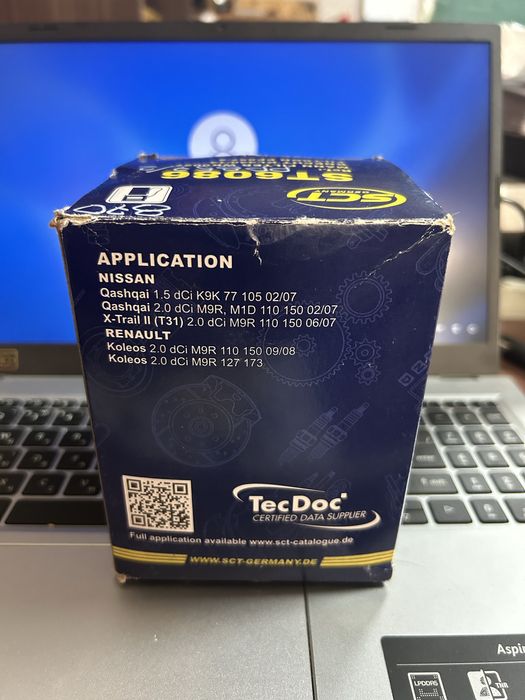 ST6086
SCT
GERMANY
APPLICATION
NISSAN
Qashqai 1.5 dCi K9K 77 105 02/07
Qashqai 2.0 dCi M9R, M1D 110 150 02/07
X-Trail II (T31) 2.0 dCi M9R 110 150 06/07
RENAULT
Koleos 2.0 dCi M9R 110 150 09/08
Koleos 2.0 dCi M9R 127 173
TecDoc
CERTIFIED DATA SUPPLIER
Full application available www.sct-catalogue.de
WWW.SCT-GERMANY.DE
Aspir
LPDDR5